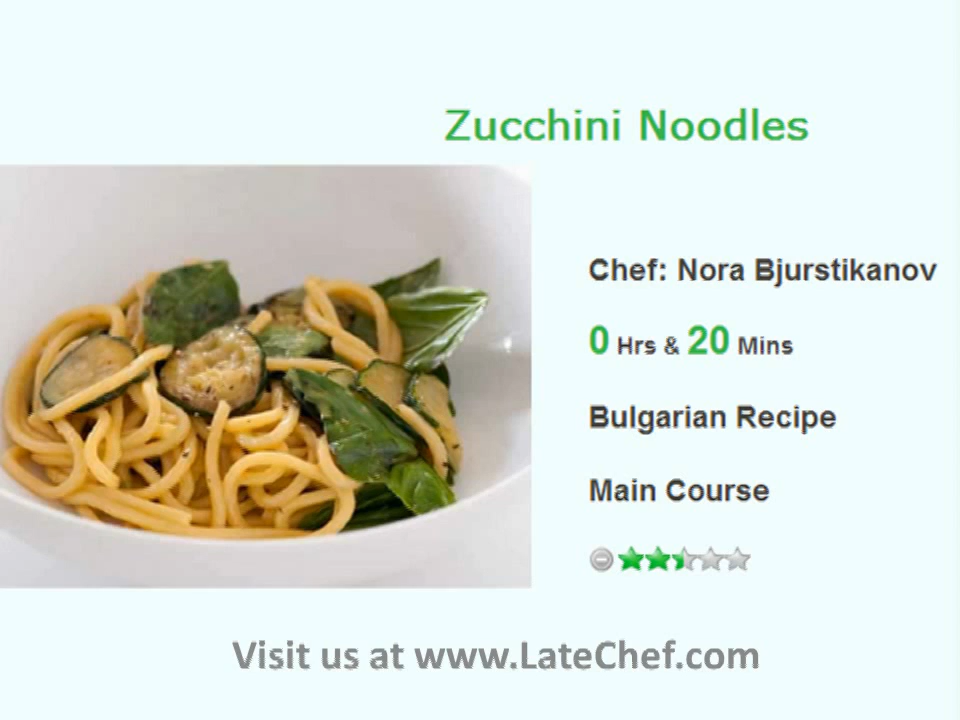 Zucchini Noodles
Chef: Nora Bjurstikanov
0 Hrs & 20 Mins
Bulgarian Recipe
Main Course
Visit us at www.LateChef.com